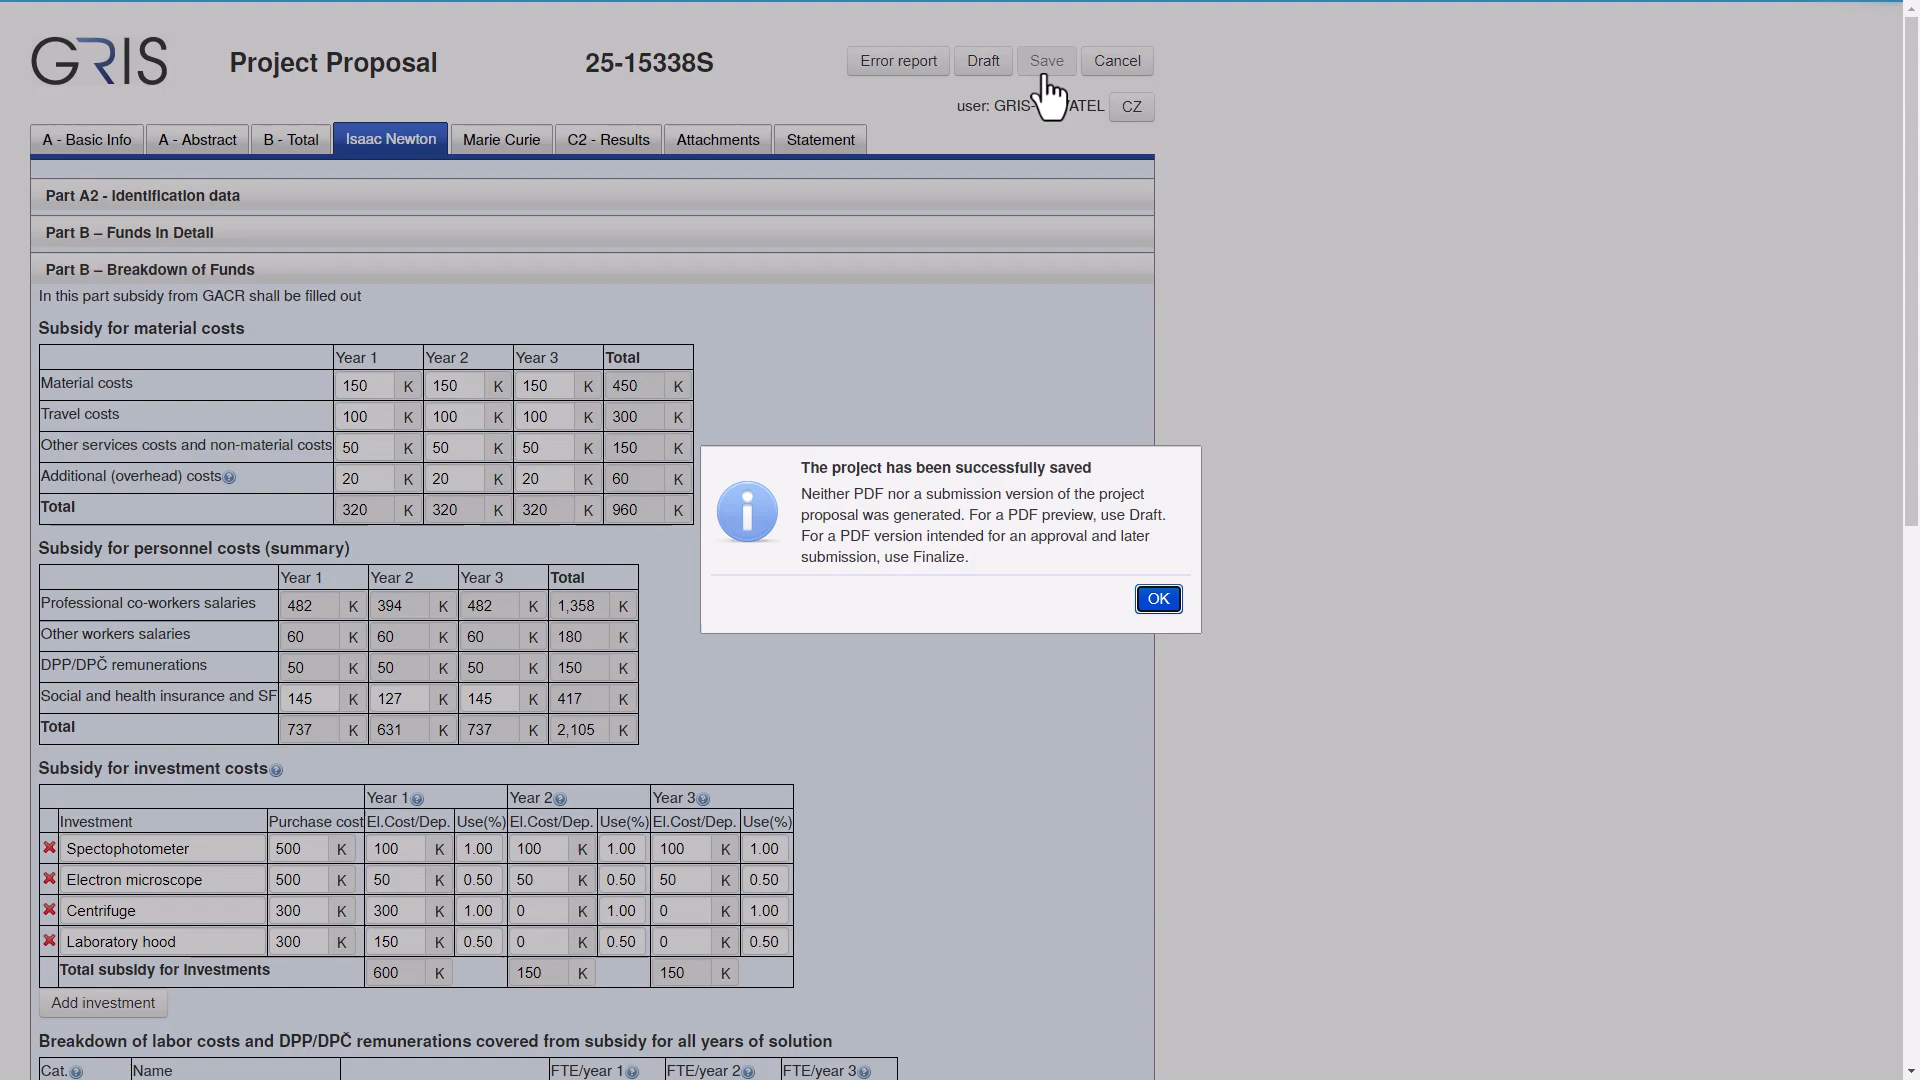 GRIS
Project Proposal
25-15338S
Error report
Draft
Save
Cancel
user: GRIS- VATEL
CZ
A - Basic Info
A - Abstract
B - Total
Isaac Newton
Marie Curie
C2 - Results
Attachments
Statement
Part A2 - Identification data
Part B – Funds in Detail
Part B – Breakdown of Funds
In this part subsidy from GACR shall be filled out
Subsidy for material costs
Year 1 Year 2 Year 3 Total
Material costs 150 K 150 K 150 K 450 K
Travel costs 100 K 100 K 100 K 300 K
Other services costs and non-material costs 50 K 50 K 50 K 150 K
Additional (overhead) costs 20 K 20 K 20 K 60 K
Total 320 K 320 K 320 K 960 K
The project has been successfully saved
Neither PDF nor a submission version of the project
proposal was generated. For a PDF preview, use Draft.
For a PDF version intended for an approval and later
submission, use Finalize.
OK
Subsidy for personnel costs (summary)
Year 1 Year 2 Year 3 Total
Professional co-workers salaries 482 K 394 K 482 K 1,358 K
Other workers salaries 60 K 60 K 60 K 180 K
DPP/DPČ remunerations 50 K 50 K 50 K 150 K
Social and health insurance and SF 145 K 127 K 145 K 417 K
Total 737 K 631 K 737 K 2,105 K
Subsidy for investment costs
Year 1 Year 2 Year 3
Investment Purchase cost El.Cost/Dep. Use(%) El.Cost/Dep. Use(%) El.Cost/Dep. Use(%)
Spectophotometer 500 K 100 K 1.00 100 K 1.00 100 K 1.00
Electron microscope 500 K 50 K 0.50 50 K 0.50 50 K 0.50
Centrifuge 300 K 300 K 1.00 0 K 1.00 0 K 1.00
Laboratory hood 300 K 150 K 0.50 0 K 0.50 0 K 0.50
Total subsidy for investments 600 K 150 K 150 K
Add investment
Breakdown of labor costs and DPP/DPČ remunerations covered from subsidy for all years of solution
Cat. Name FTE/year 1 FTE/year 2 FTE/year 3